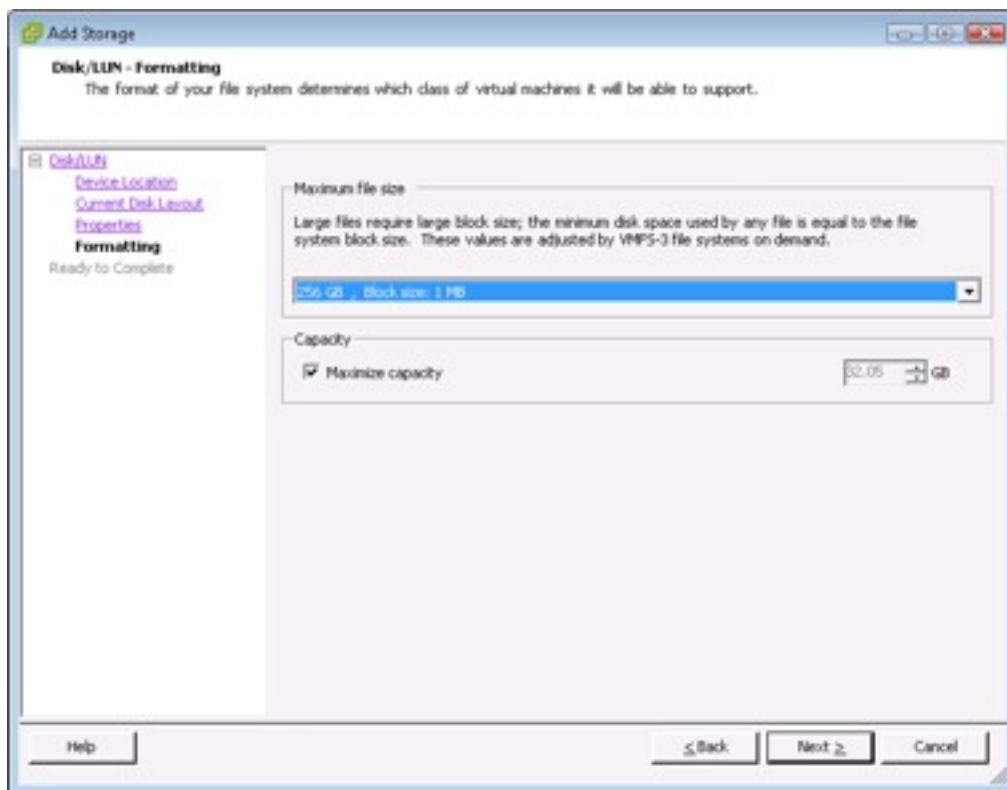 Add Storage
Disk/LUN - Formatting
The format of your file system determines which class of virtual machines it will be able to support.
Disk/LUN
Device Location
Current Disk Layout
Properties
Formatting
Ready to Complete
Maximum file size
Large files require large block size; the minimum disk space used by any file is equal to the file
system block size. These values are adjusted by VMFS-3 file systems on demand.
256 GB , Block size: 1 MB
Capacity
Maximize capacity
32.05 GB
Help
< Back
Next >
Cancel